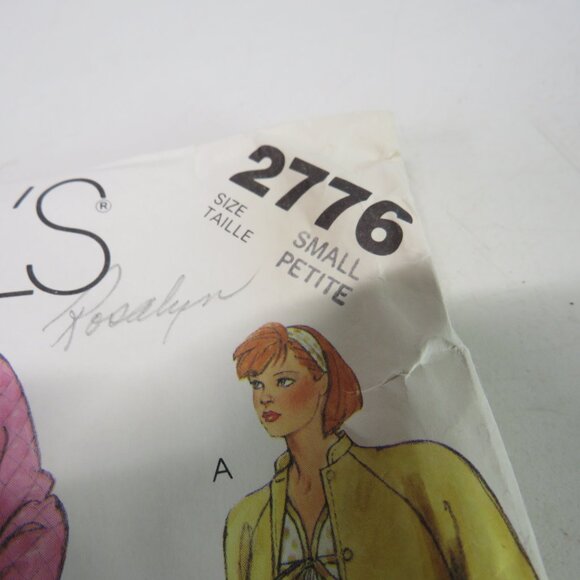 L'S®
2776
SIZE
TAILLE
SMALL
PETITE
Rosalyn
A